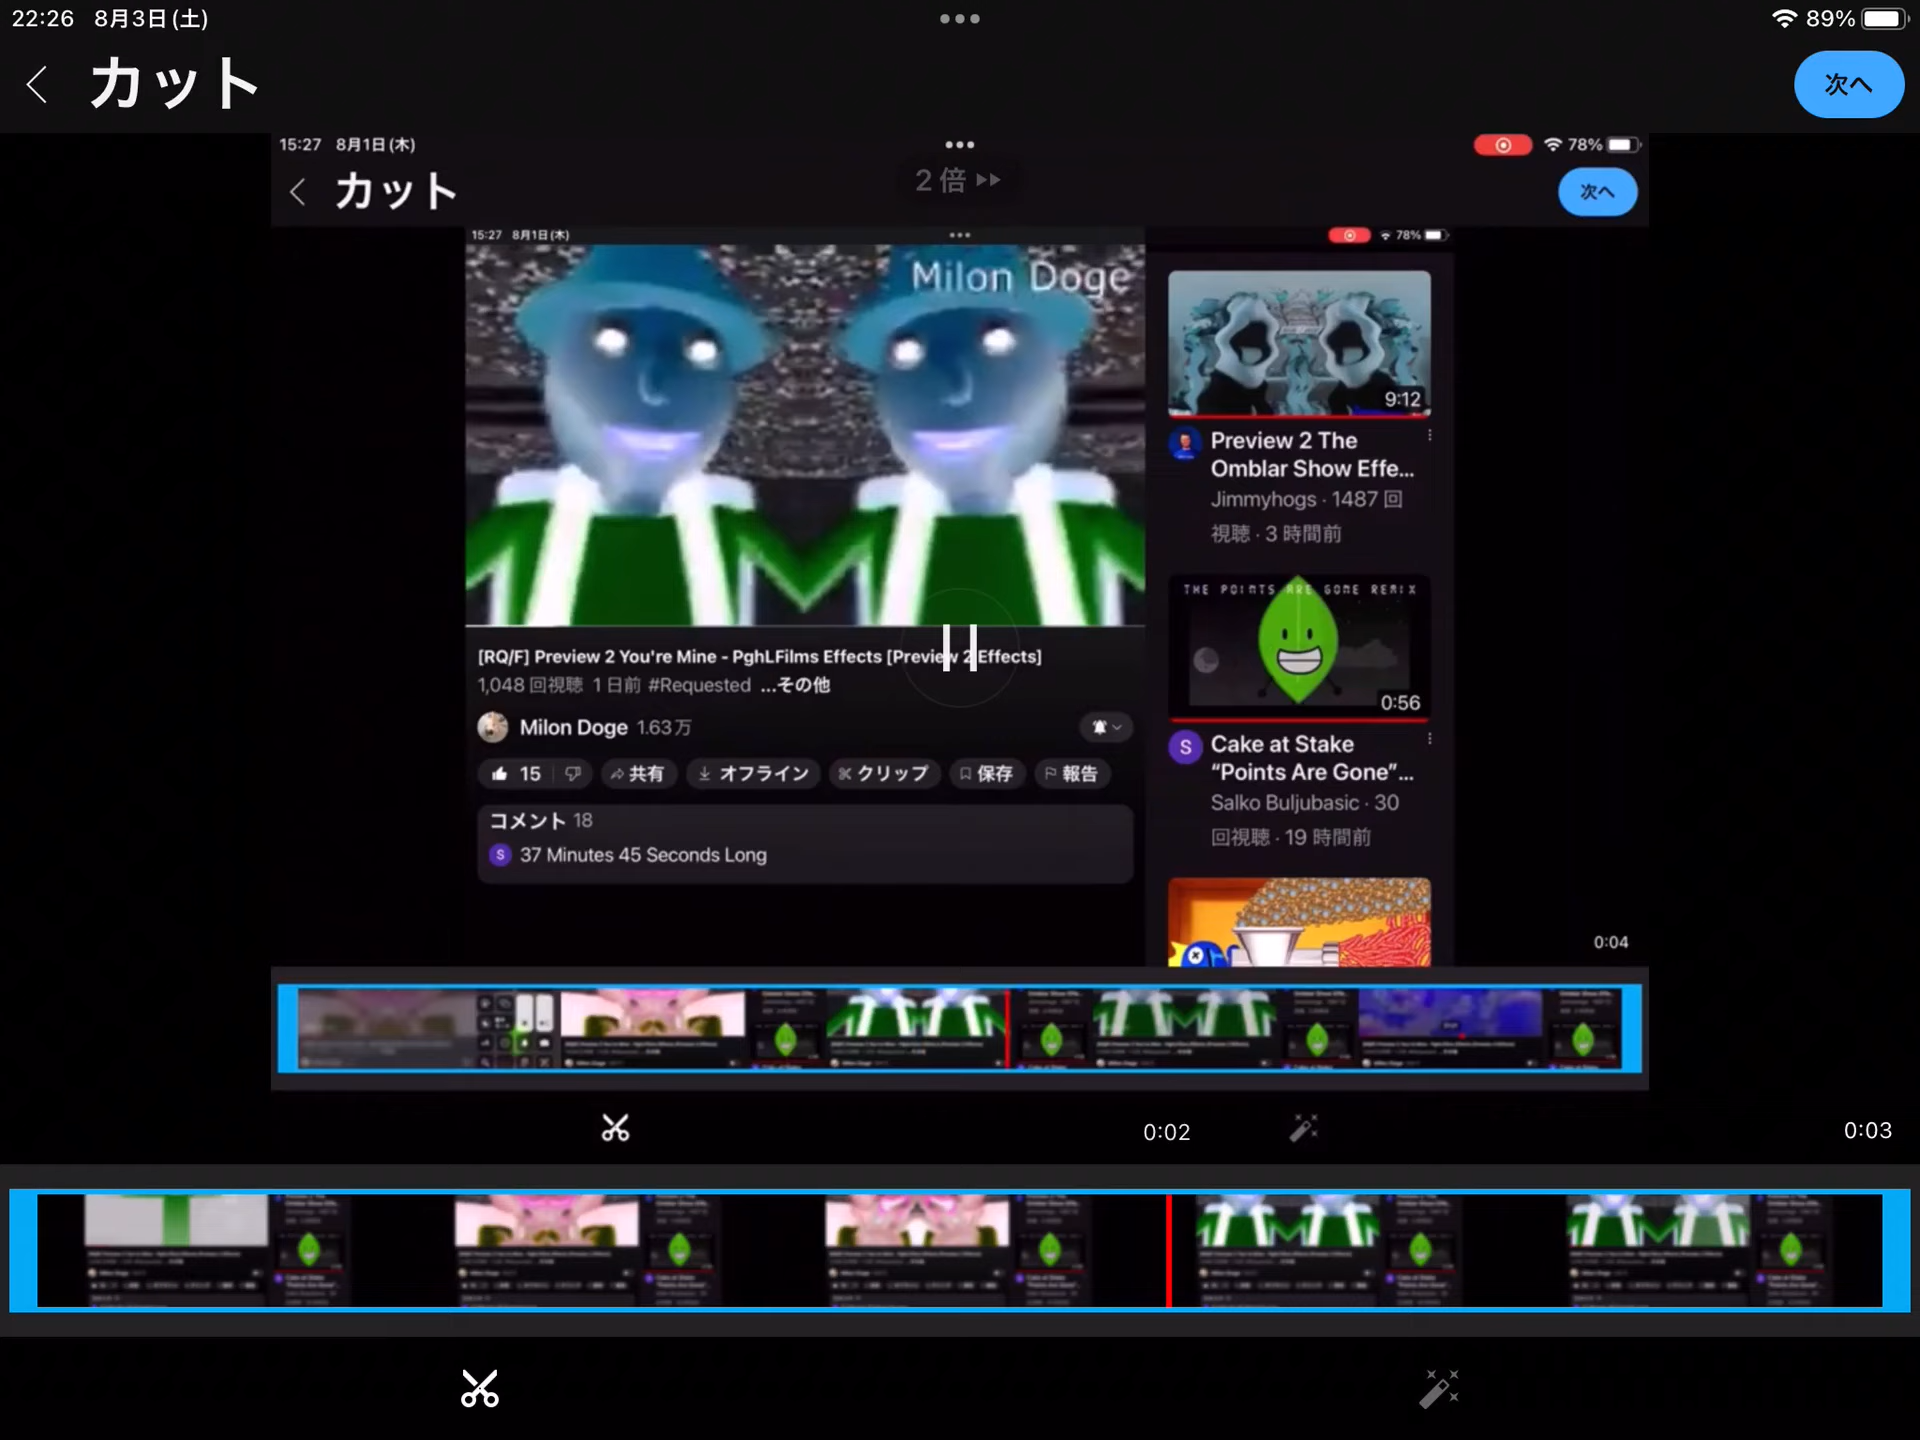 22:26 8月3日(土)
89%
カット
次へ
15:27 8月1日(木)
78%
カット
2倍
次へ
15:27 8月1日(木)
78%
Milon Doge
[RQ/F] Preview 2 You're Mine - PghLFilms Effects [Preview 2 Effects]
1,048 回視聴 1 日前 #Requested ...その他
Milon Doge 1.63万
15 共有 オフライン クリップ 保存 報告
コメント 18
S 37 Minutes 45 Seconds Long
9:12
Preview 2 The
Omblar Show Effe...
Jimmyhogs · 1487 回
視聴 · 3 時間前
THE POINTS ARE GONE REMIX
0:56
S Cake at Stake
“Points Are Gone”...
Salko Buljubasic · 30
回視聴 · 19 時間前
0:04
0:02
0:03